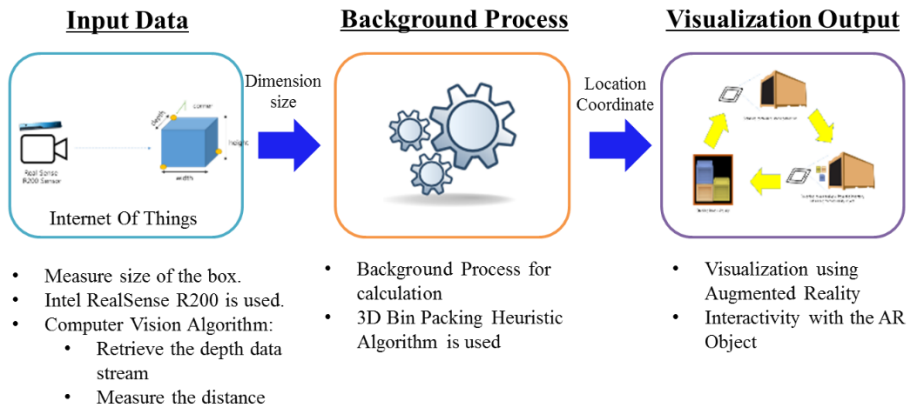 Input Data
Background Process
Visualization Output
corner
depth
height
width
Real Sense
R200 Sensor
Internet Of Things
Dimension
size
Location
Coordinate
• Measure size of the box.
• Intel RealSense R200 is used.
• Computer Vision Algorithm:
• Retrieve the depth data
stream
• Measure the distance
• Background Process for
calculation
• 3D Bin Packing Heuristic
Algorithm is used
• Visualization using
Augmented Reality
• Interactivity with the AR
Object